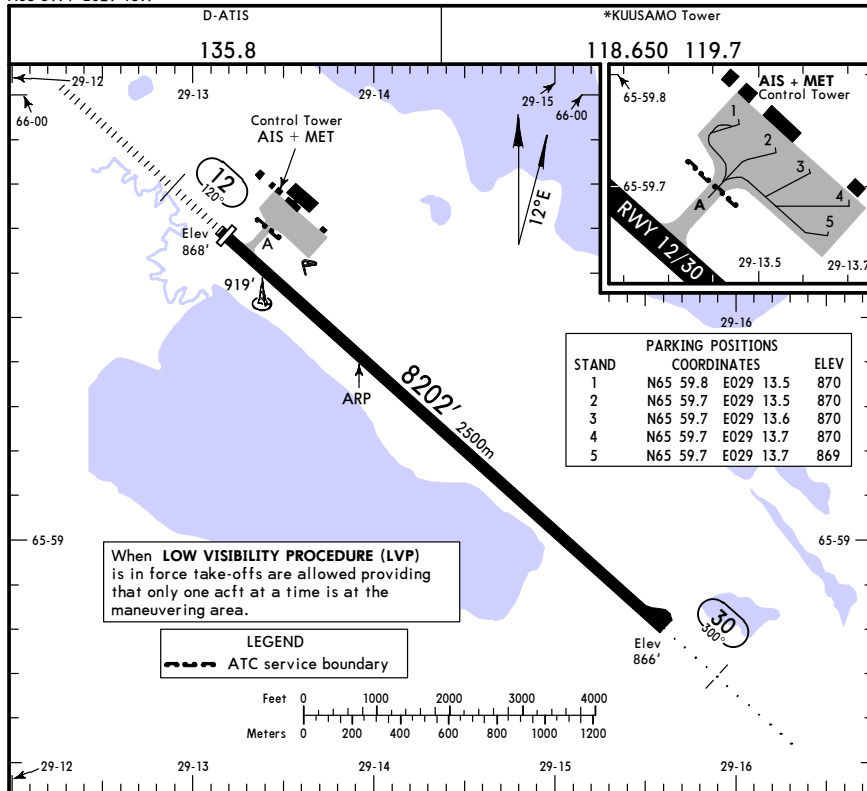 D-ATIS
*KUUSAMO Tower
135.8
118.650 119.7
29-12
29-13
29-14
29-15
66-00
66-00
Control Tower
AIS + MET
12
120°
Elev
868'
A
919'
ARP
8202'
2500m
12°E
AIS + MET
Control Tower
65-59.8
65-59.7
1
2
3
4
5
A
RWY 12/30
29-13.5
29-13.7
29-16
PARKING POSITIONS
STAND COORDINATES ELEV
1 N65 59.8 E029 13.5 870
2 N65 59.7 E029 13.5 870
3 N65 59.7 E029 13.6 870
4 N65 59.7 E029 13.7 870
5 N65 59.7 E029 13.7 869
65-59
65-59
When LOW VISIBILITY PROCEDURE (LVP)
is in force take-offs are allowed providing
that only one acft at a time is at the
maneuvering area.
LEGEND
ATC service boundary
30
300°
Elev
866'
Feet 0 1000 2000 3000 4000
Meters 0 200 400 600 800 1000 1200
29-12
29-13
29-14
29-15
29-16